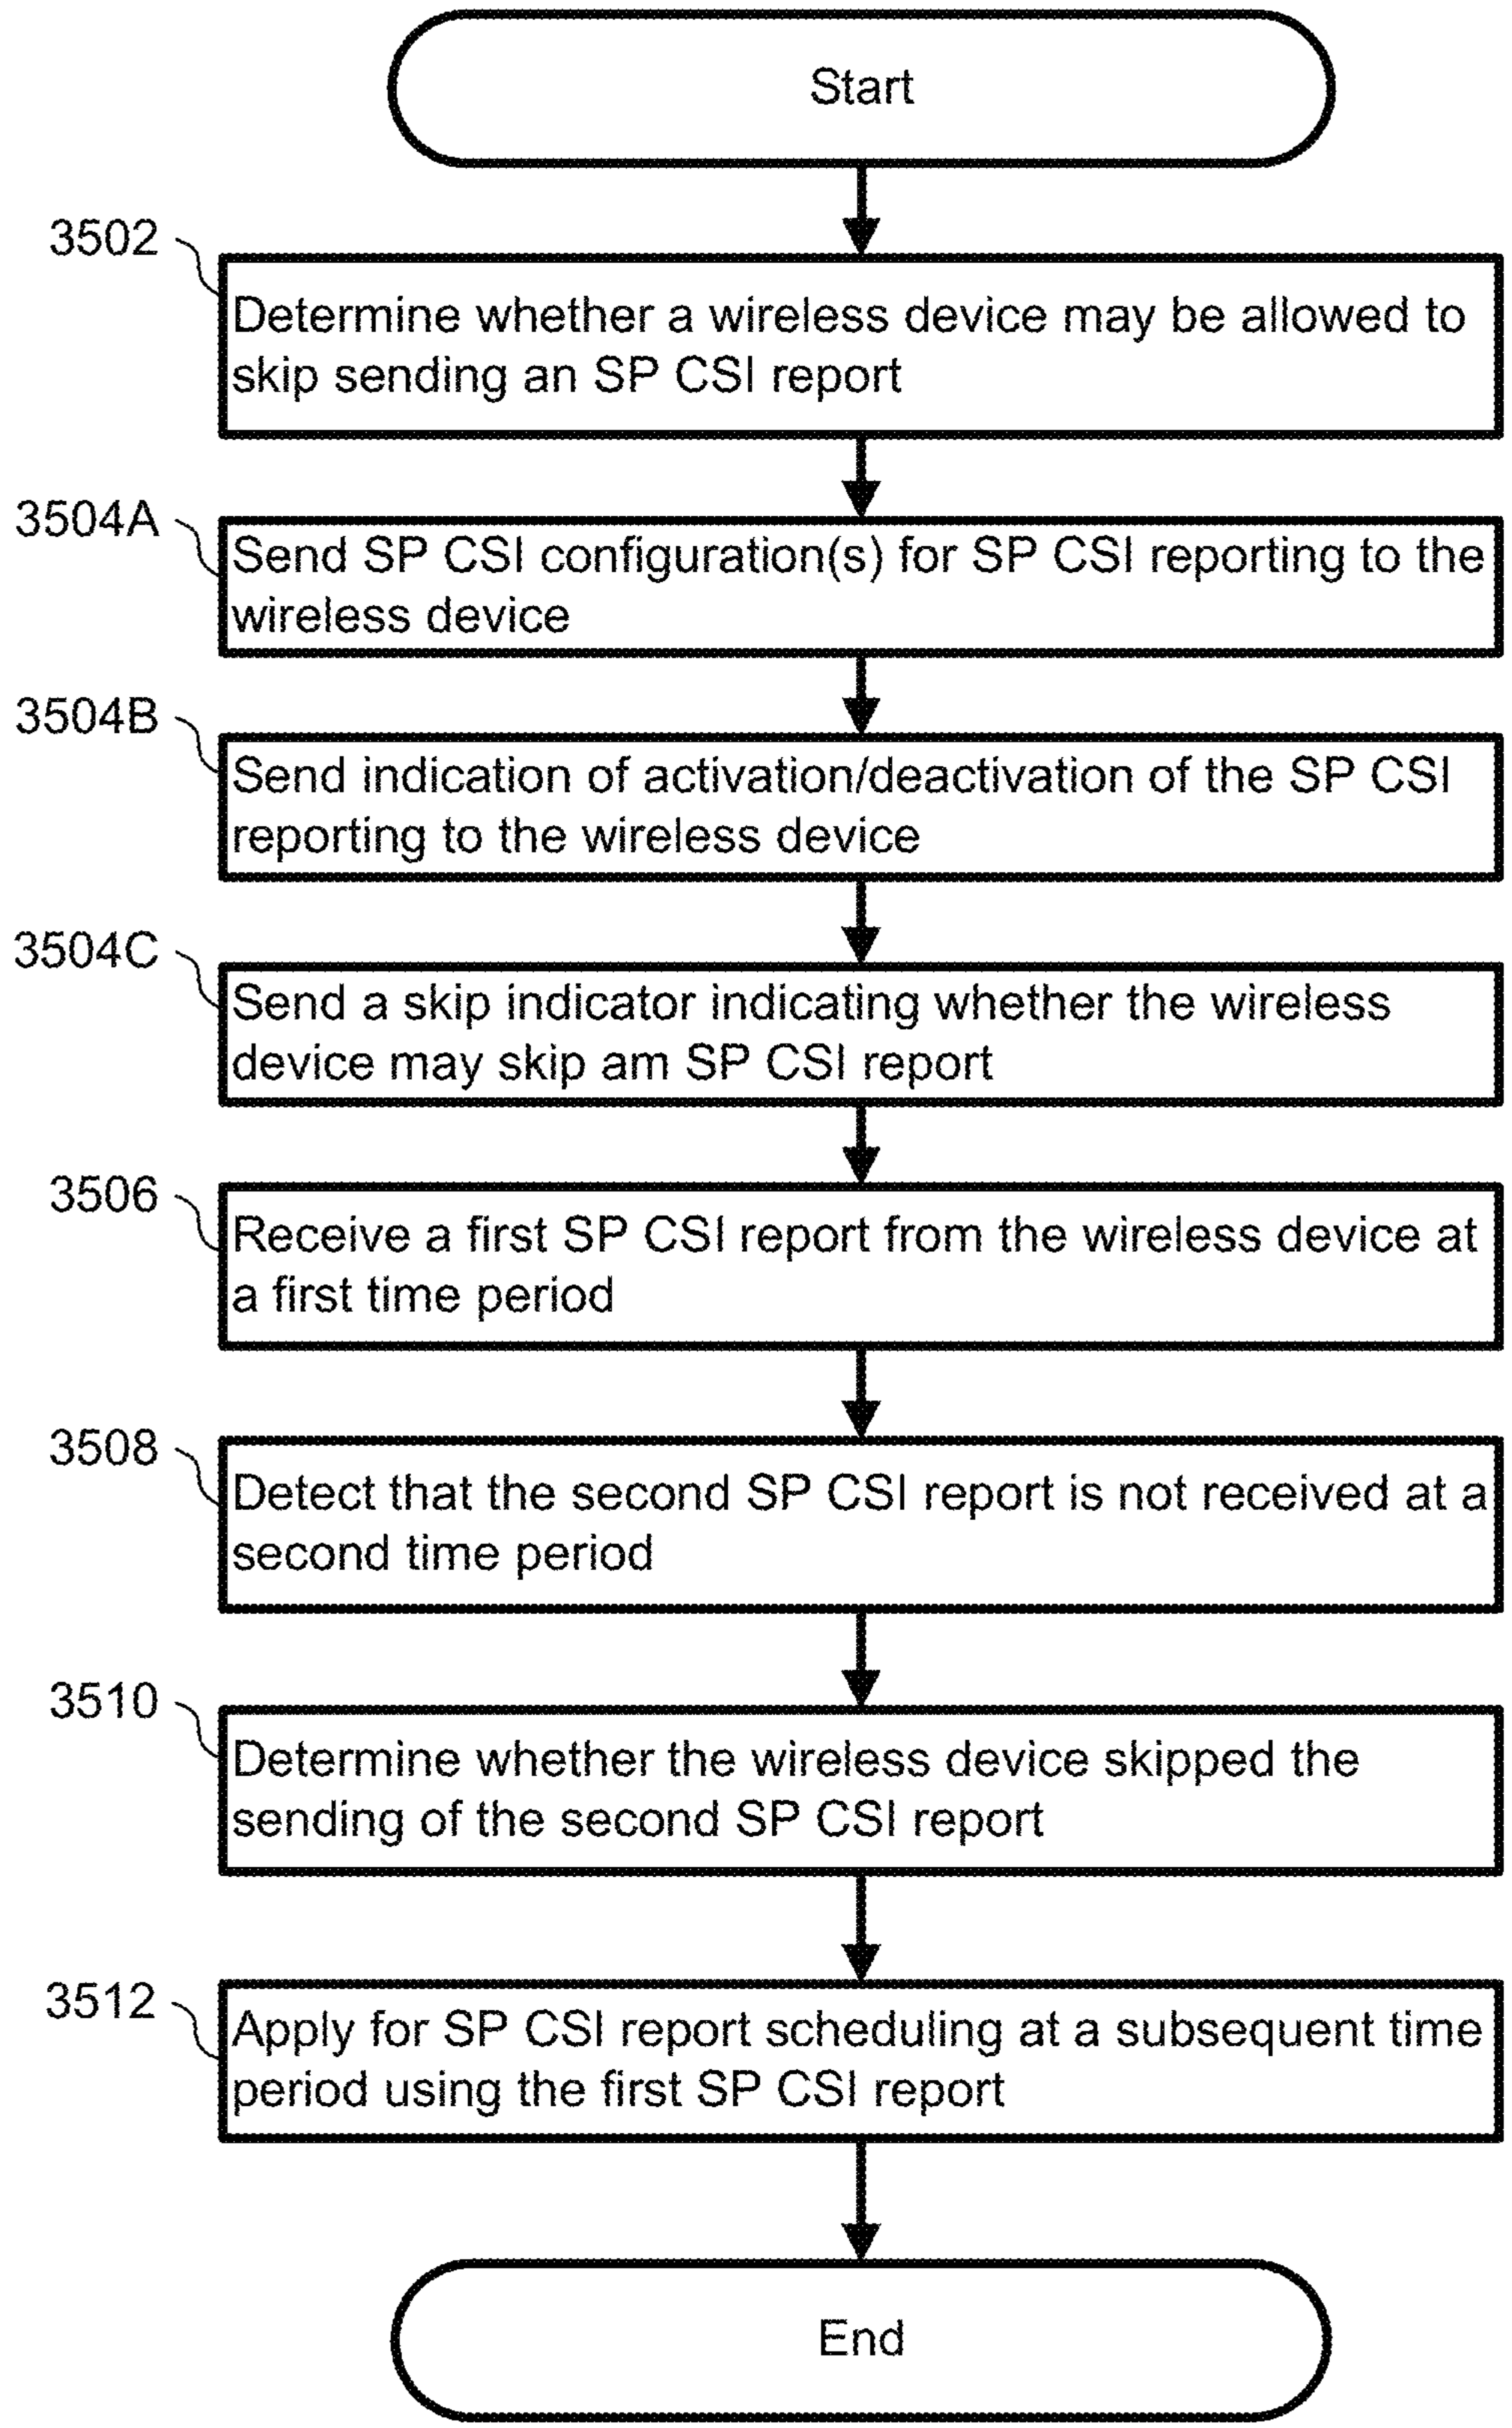 Start
3502
Determine whether a wireless device may be allowed to
skip sending an SP CSI report
3504A
Send SP CSI configuration(s) for SP CSI reporting to the
wireless device
3504B
Send indication of activation/deactivation of the SP CSI
reporting to the wireless device
3504C
Send a skip indicator indicating whether the wireless
device may skip am SP CSI report
3506
Receive a first SP CSI report from the wireless device at
a first time period
3508
Detect that the second SP CSI report is not received at a
second time period
3510
Determine whether the wireless device skipped the
sending of the second SP CSI report
3512
Apply for SP CSI report scheduling at a subsequent time
period using the first SP CSI report
End